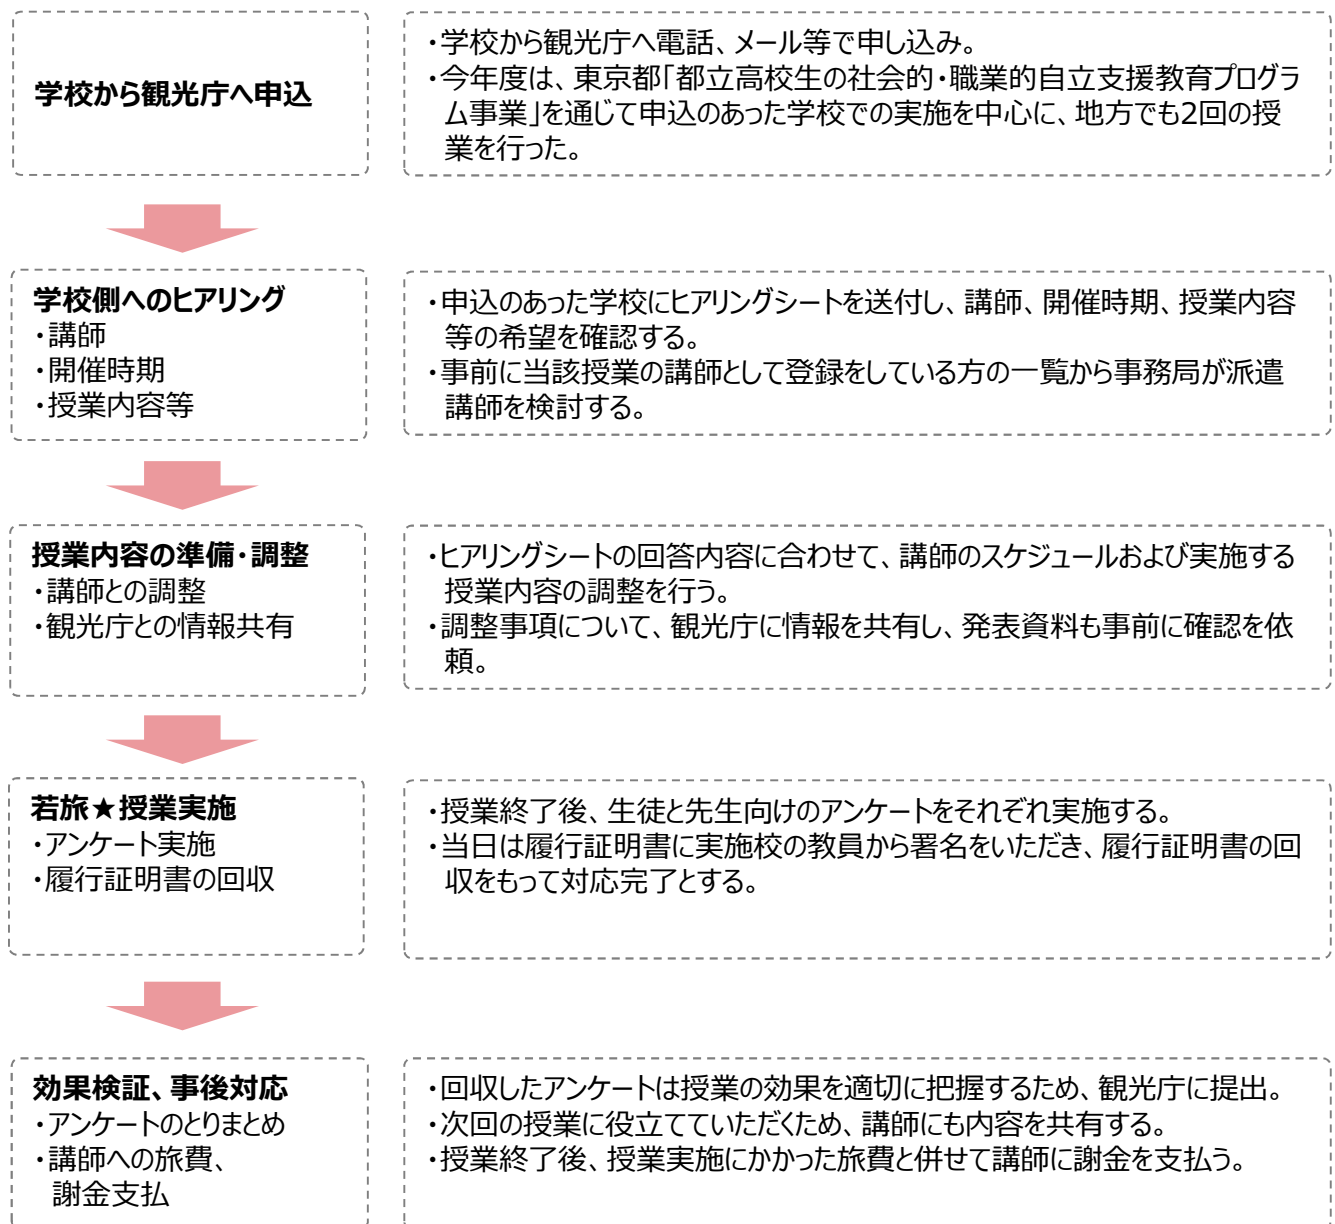 学校から観光庁へ申込
・学校から観光庁へ電話、メール等で申し込み。
・今年度は、東京都「都立高校生の社会的・職業的自立支援教育プログラ
ム事業」を通じて申込のあった学校での実施を中心に、地方でも2回の授
業を行った。
学校側へのヒアリング
・講師
・開催時期
・授業内容等
・申込のあった学校にヒアリングシートを送付し、講師、開催時期、授業内容
等の希望を確認する。
・事前に当該授業の講師として登録をしている方の一覧から事務局が派遣
講師を検討する。
授業内容の準備・調整
・講師との調整
・観光庁との情報共有
・ヒアリングシートの回答内容に合わせて、講師のスケジュールおよび実施する
授業内容の調整を行う。
・調整事項について、観光庁に情報を共有し、発表資料も事前に確認を依
頼。
若旅★授業実施
・アンケート実施
・履行証明書の回収
・授業終了後、生徒と先生向けのアンケートをそれぞれ実施する。
・当日は履行証明書に実施校の教員から署名をいただき、履行証明書の回
収をもって対応完了とする。
効果検証、事後対応
・アンケートのとりまとめ
・講師への旅費、
謝金支払
・回収したアンケートは授業の効果を適切に把握するため、観光庁に提出。
・次回の授業に役立てていただくため、講師にも内容を共有する。
・授業終了後、授業実施にかかった旅費と併せて講師に謝金を支払う。